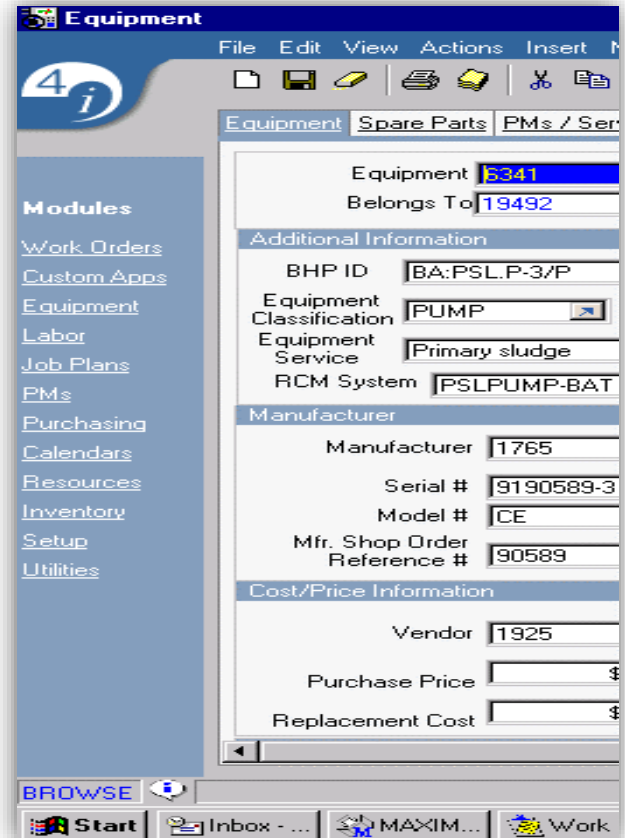 Equipment
File Edit View Actions Insert
4i
Equipment Spare Parts PMs / Ser
Equipment 6341
Belongs To 19492
Modules
Work Orders
Custom Apps
Equipment
Labor
Job Plans
PMs
Purchasing
Calendars
Resources
Inventory
Setup
Utilities
Additional Information
BHP ID BA:PSL.P-3/P
Equipment
Classification PUMP
Equipment
Service Primary sludge
RCM System PSLPUMP-BAT
Manufacturer
Manufacturer 1765
Serial # 9190589-3
Model # CE
Mfr. Shop Order
Reference # 90589
Cost/Price Information
Vendor 1925
Purchase Price $
Replacement Cost $
BROWSE
Start Inbox - ... MAXIM... Work